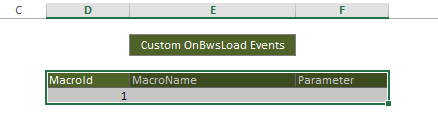 C D E F
Custom OnBwsLoad Events
MacroId MacroName Parameter
1